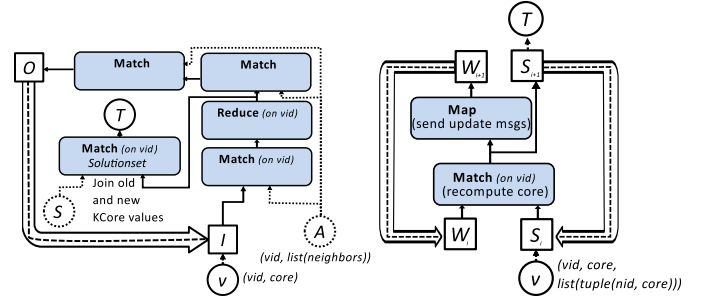 O
Match
Match
T
Reduce (on vid)
Match (on vid)
Solutionset
Match (on vid)
Join old
and new
KCore values
S
I
A
(vid, list(neighbors))
v
(vid, core)
T
W i+1
S i+1
Map
(send update msgs)
Match (on vid)
(recompute core)
W i
S i
v
(vid, core,
list(tuple(nid, core)))